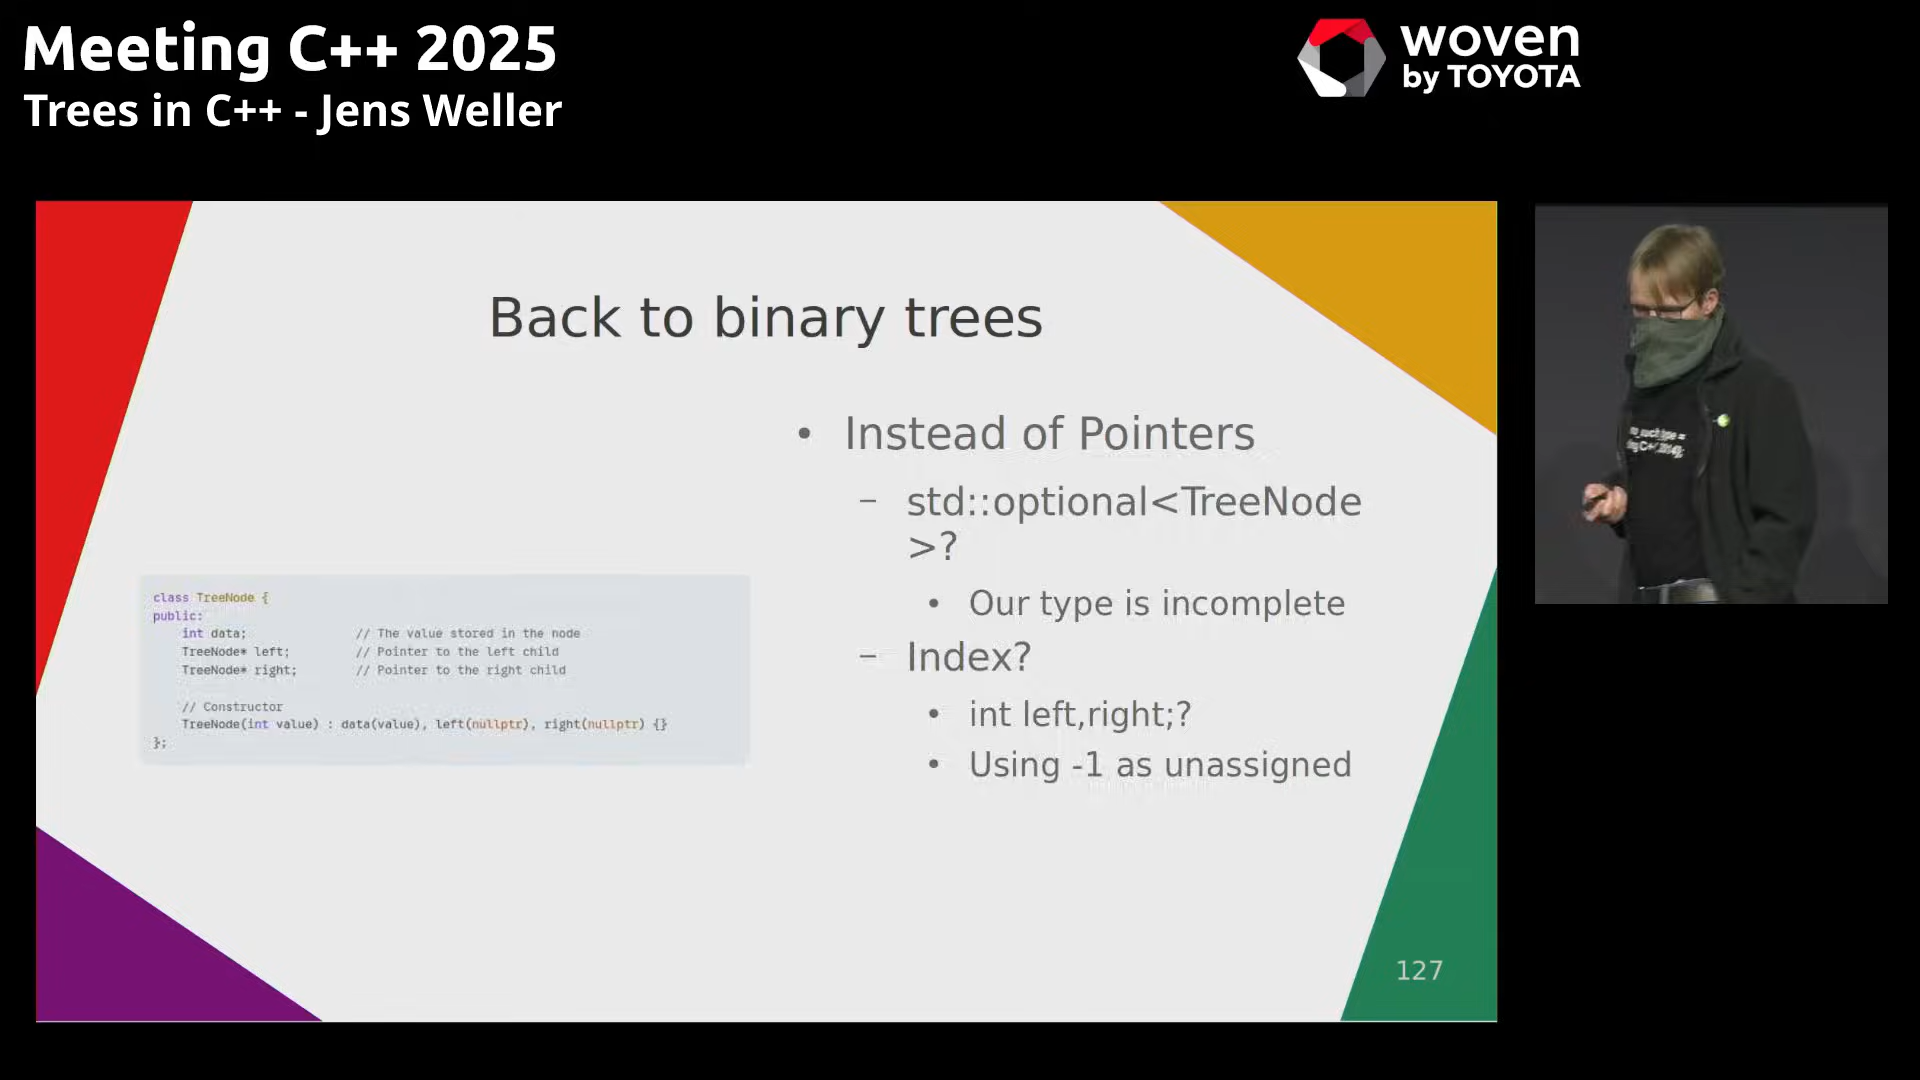 Meeting C++ 2025
Trees in C++ - Jens Weller
woven
by TOYOTA
Back to binary trees
• Instead of Pointers
– std::optional<TreeNode
>?
• Our type is incomplete
– Index?
• int left,right;?
• Using -1 as unassigned
class TreeNode {
public:
int data; // The value stored in the node
TreeNode* left; // Pointer to the left child
TreeNode* right; // Pointer to the right child
// Constructor
TreeNode(int value) : data(value), left(nullptr), right(nullptr) {}
};
127